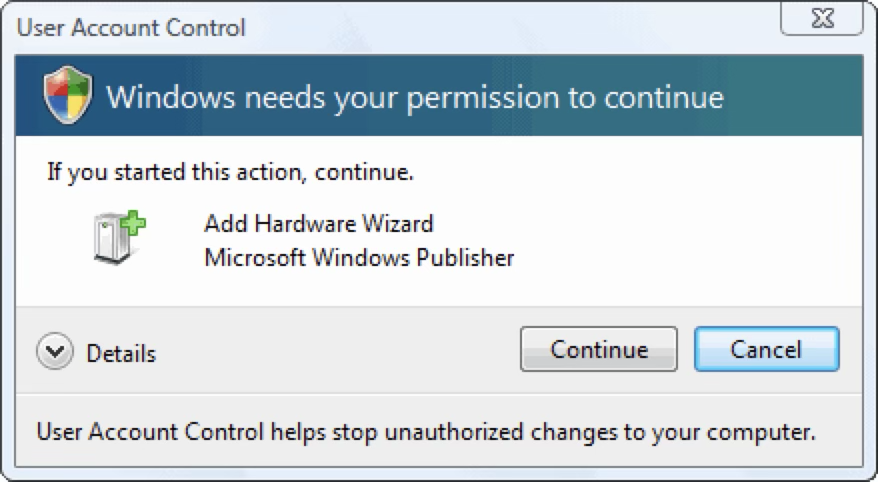 User Account Control
Windows needs your permission to continue
If you started this action, continue.
Add Hardware Wizard
Microsoft Windows Publisher
Details
Continue
Cancel
User Account Control helps stop unauthorized changes to your computer.